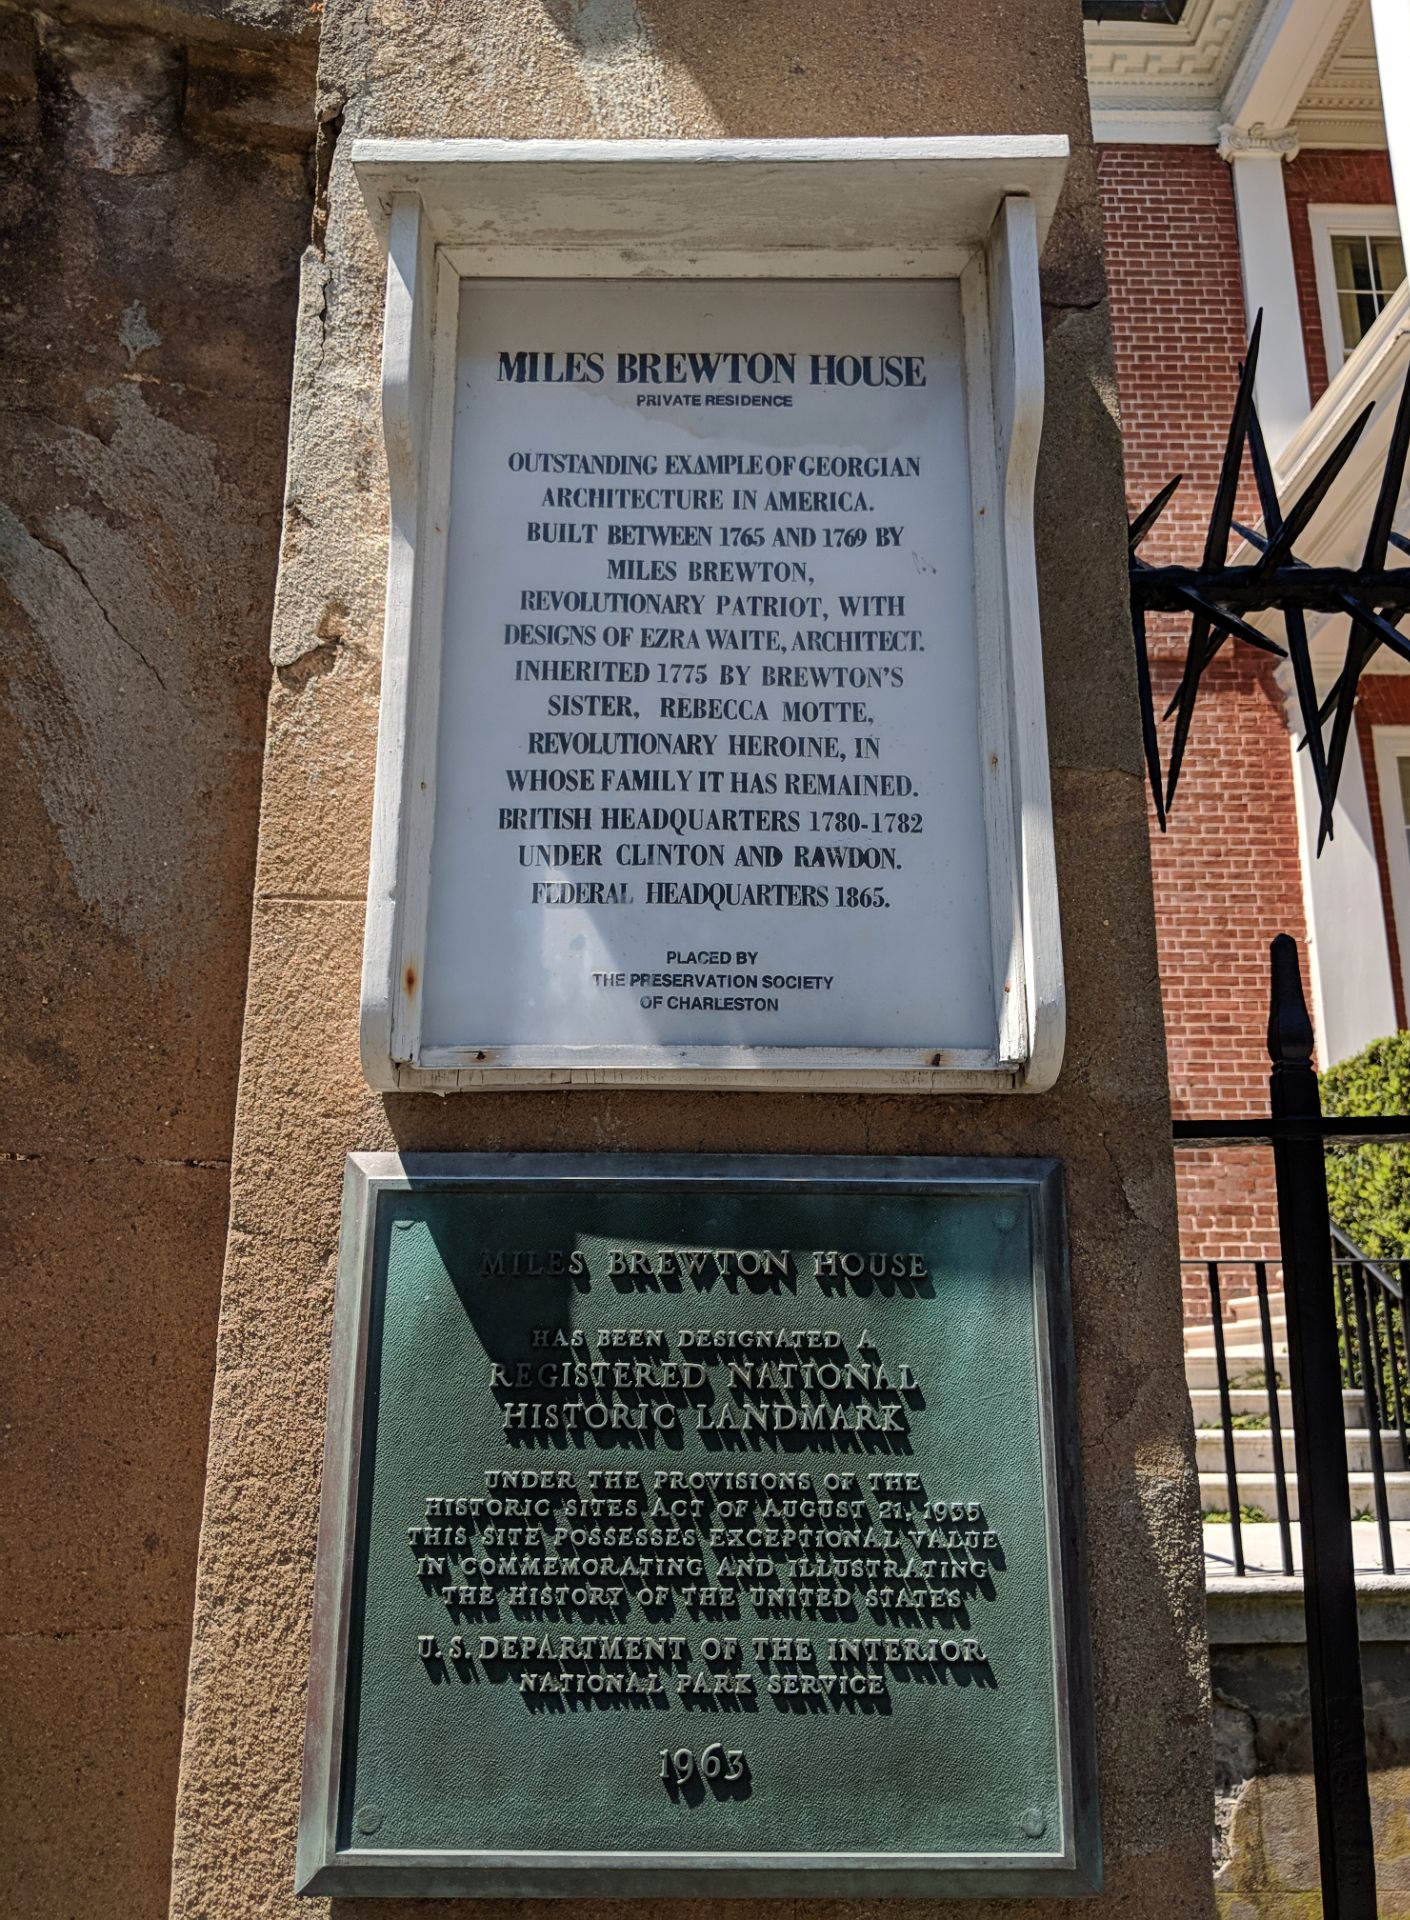 MILES BREWTON HOUSE
PRIVATE RESIDENCE
OUTSTANDING EXAMPLE OF GEORGIAN
ARCHITECTURE IN AMERICA.
BUILT BETWEEN 1765 AND 1769 BY
MILES BREWTON,
REVOLUTIONARY PATRIOT, WITH
DESIGNS OF EZRA WAITE, ARCHITECT.
INHERITED 1775 BY BREWTON'S
SISTER, REBECCA MOTTE,
REVOLUTIONARY HEROINE, IN
WHOSE FAMILY IT HAS REMAINED.
BRITISH HEADQUARTERS 1780-1782
UNDER CLINTON AND RAWDON.
FEDERAL HEADQUARTERS 1865.
PLACED BY
THE PRESERVATION SOCIETY
OF CHARLESTON
MILES BREWTON HOUSE
HAS BEEN DESIGNATED A
REGISTERED NATIONAL
HISTORIC LANDMARK
UNDER THE PROVISIONS OF THE
HISTORIC SITES ACT OF AUGUST 21, 1935
THIS SITE POSSESSES EXCEPTIONAL VALUE
IN COMMEMORATING AND ILLUSTRATING
THE HISTORY OF THE UNITED STATES
U.S. DEPARTMENT OF THE INTERIOR
NATIONAL PARK SERVICE
1963